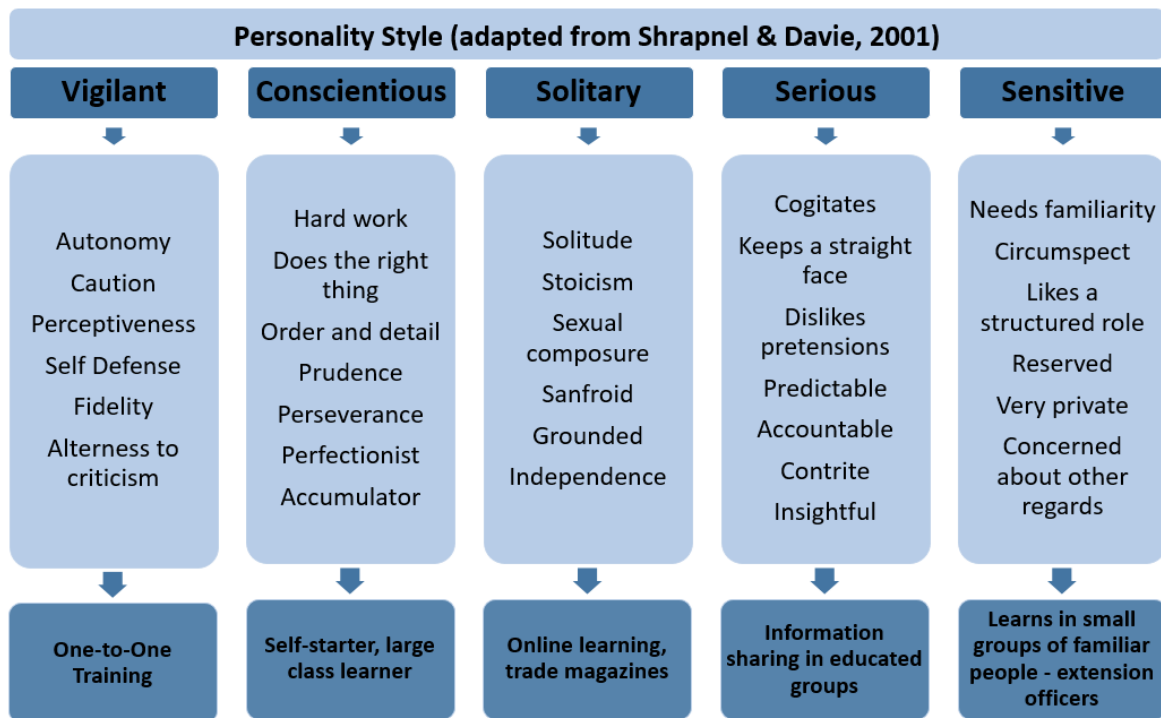 Personality Style (adapted from Shrapnel & Davie, 2001)
Vigilant
Autonomy
Caution
Perceptiveness
Self Defense
Fidelity
Alterness to
criticism
One-to-One
Training
Conscientious
Hard work
Does the right
thing
Order and detail
Prudence
Perseverance
Perfectionist
Accumulator
Self-starter, large
class learner
Solitary
Solitude
Stoicism
Sexual
composure
Sanfroid
Grounded
Independence
Online learning,
trade magazines
Serious
Cogitates
Keeps a straight
face
Dislikes
pretensions
Predictable
Accountable
Contrite
Insightful
Information
sharing in educated
groups
Sensitive
Needs familiarity
Circumspect
Likes a
structured role
Reserved
Very private
Concerned
about other
regards
Learns in small
groups of familiar
people - extension
officers